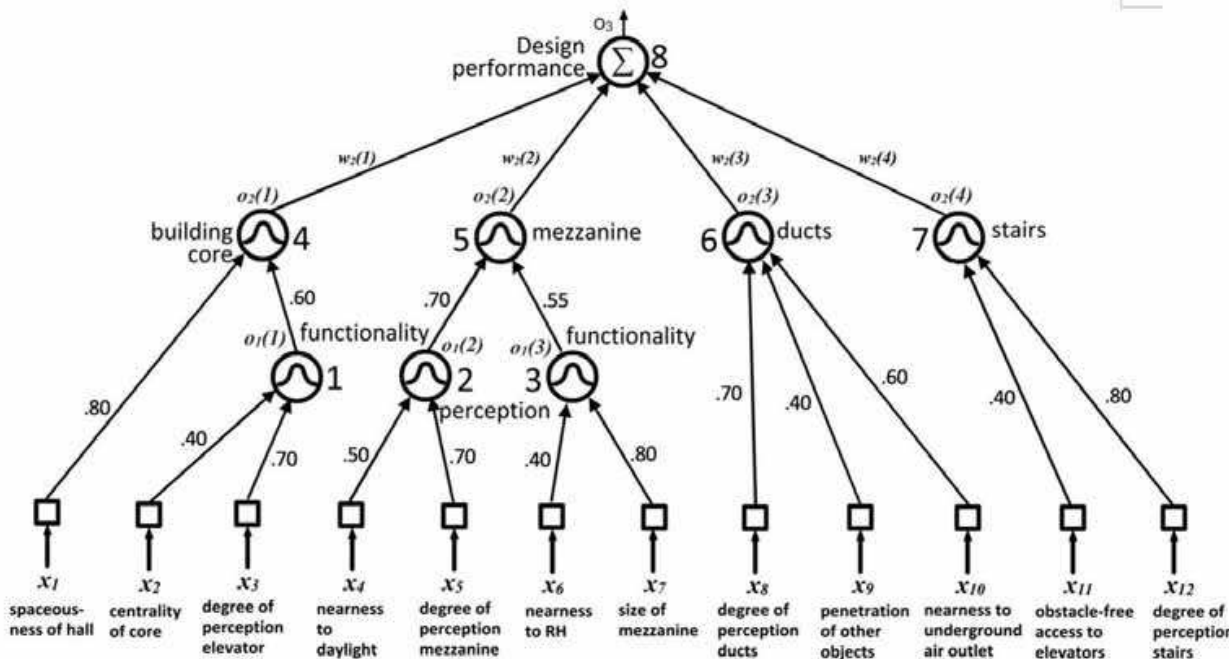 O3
Design
performance
Σ
8
w2(1)
w2(2)
w2(3)
w2(4)
o2(1)
o2(2)
o2(3)
o2(4)
building
core
4
5
mezzanine
6
ducts
7
stairs
.60
.70
.55
functionality
functionality
o1(1)
o1(2)
o1(3)
1
2
3
perception
.80
.40
.70
.50
.70
.40
.80
.70
.40
.60
.40
.80
x1
x2
x3
x4
x5
x6
x7
x8
x9
x10
x11
x12
spaceous-
ness of hall
centrality
of core
degree of
perception
elevator
nearness
to
daylight
degree of
perception
mezzanine
nearness
to RH
size of
mezzanine
degree of
perception
ducts
penetration
of other
objects
nearness to
underground
air outlet
obstacle-free
access to
elevators
degree of
perception
stairs